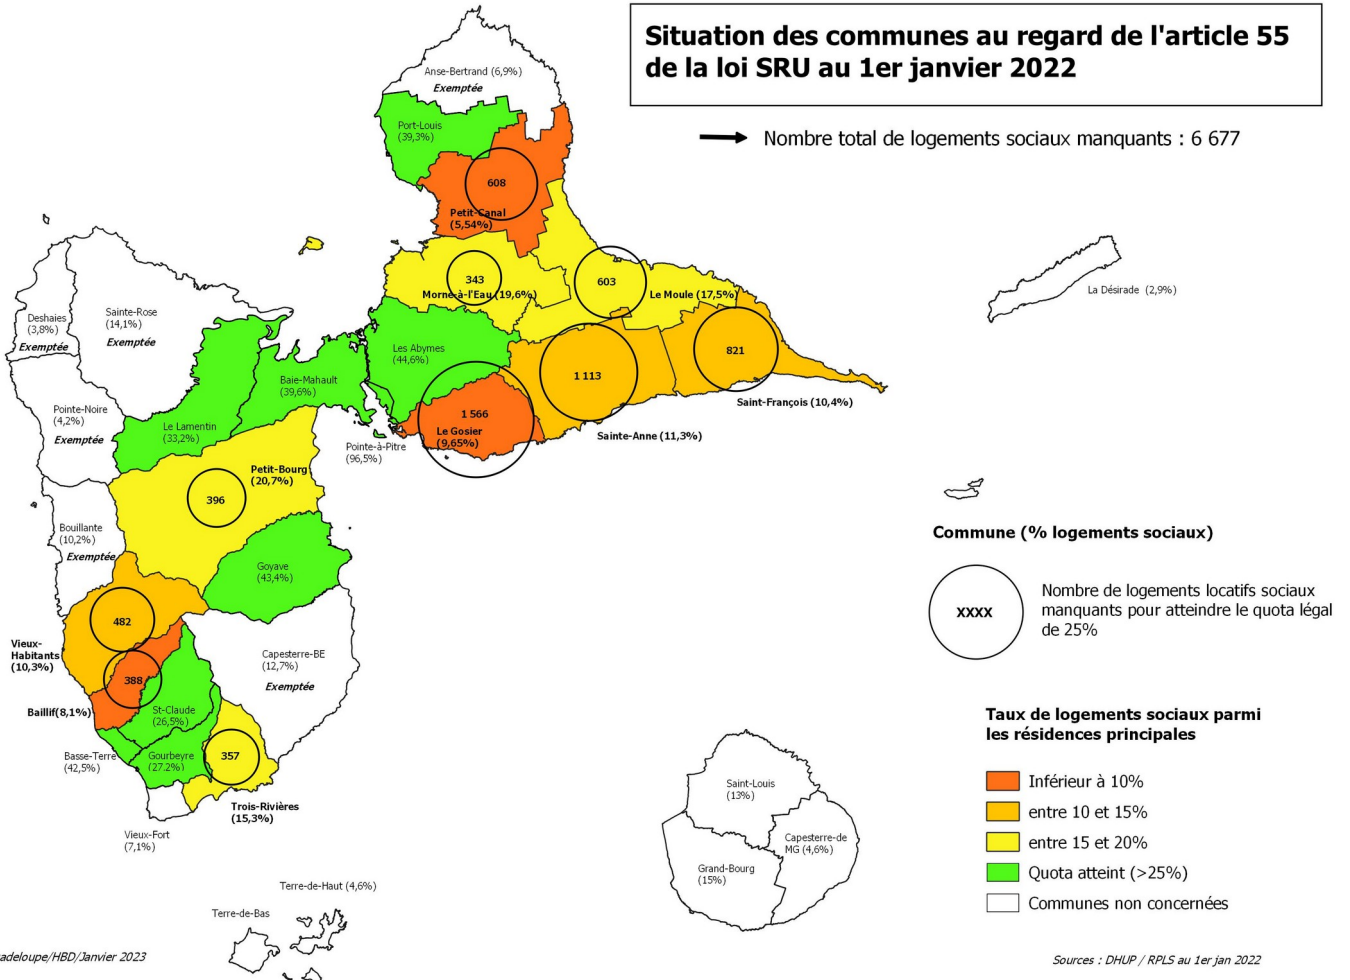 Situation des communes au regard de l'article 55
de la loi SRU au 1er janvier 2022
Nombre total de logements sociaux manquants : 6 677
Anse-Bertrand (6,9%)
Exemptée
Port-Louis
(39,3%)
608
Petit-Canal
(5,54%)
343
Morne-à-l'Eau (19,6%)
603
Le Moule (17,5%)
La Désirade (2,9%)
Deshaies
(3,8%)
Exemptée
Sainte-Rose
(14,1%)
Exemptée
Les Abymes
(44,6%)
821
Saint-François (10,4%)
1 113
Sainte-Anne (11,3%)
Baie-Mahault
(39,6%)
Pointe-Noire
(4,2%)
Exemptée
Le Lamentin
(33,2%)
1 566
Le Gosier
(9,65%)
Pointe-à-Pitre
(96,5%)
Petit-Bourg
(20,7%)
396
Bouillante
(10,2%)
Exemptée
Goyave
(43,4%)
482
Vieux-
Habitants
(10,3%)
388
Baillif(8,1%)
Capesterre-BE
(12,7%)
Exemptée
St-Claude
(26,5%)
Basse-Terre
(42,5%)
Gourbeyre
(27.2%)
357
Trois-Rivières
(15,3%)
Vieux-Fort
(7,1%)
Terre-de-Haut (4,6%)
Terre-de-Bas
Saint-Louis
(13%)
Capesterre-de
MG (4,6%)
Grand-Bourg
(15%)
Commune (% logements sociaux)
xxxx
Nombre de logements locatifs sociaux
manquants pour atteindre le quota légal
de 25%
Taux de logements sociaux parmi
les résidences principales
Inférieur à 10%
entre 10 et 15%
entre 15 et 20%
Quota atteint (>25%)
Communes non concernées
adeloupe/HBD/Janvier 2023
Sources : DHUP / RPLS au 1er jan 2022